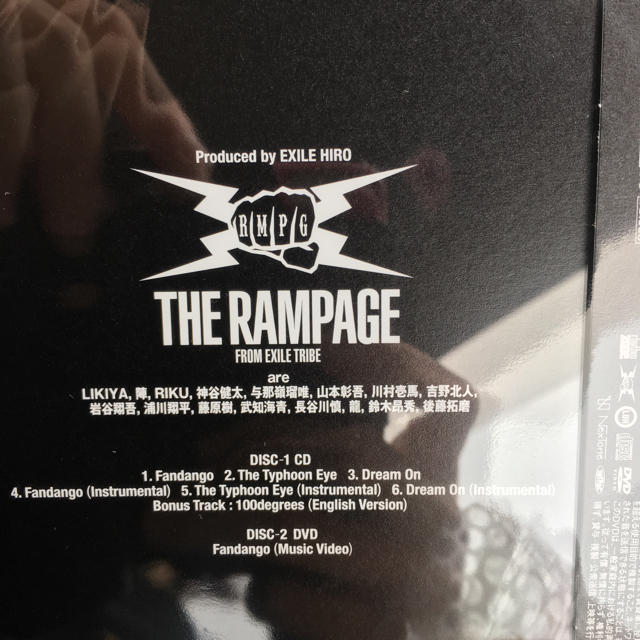 Produced by EXILE HIRO
RMPG
THE RAMPAGE
FROM EXILE TRIBE
are
LIKIYA, 陣, RIKU, 神谷健太, 与那嶺瑠唯, 山本彰吾, 川村壱馬, 吉野北人,
岩谷翔吾, 浦川翔平, 藤原樹, 武知海青, 長谷川慎, 龍, 鈴木昂秀, 後藤拓磨
DISC-1 CD
1. Fandango 2. The Typhoon Eye 3. Dream On
4. Fandango (Instrumental) 5. The Typhoon Eye (Instrumental) 6. Dream On (Instrumental)
Bonus Track : 100degrees (English Version)
DISC-2 DVD
Fandango (Music Video)
DVD